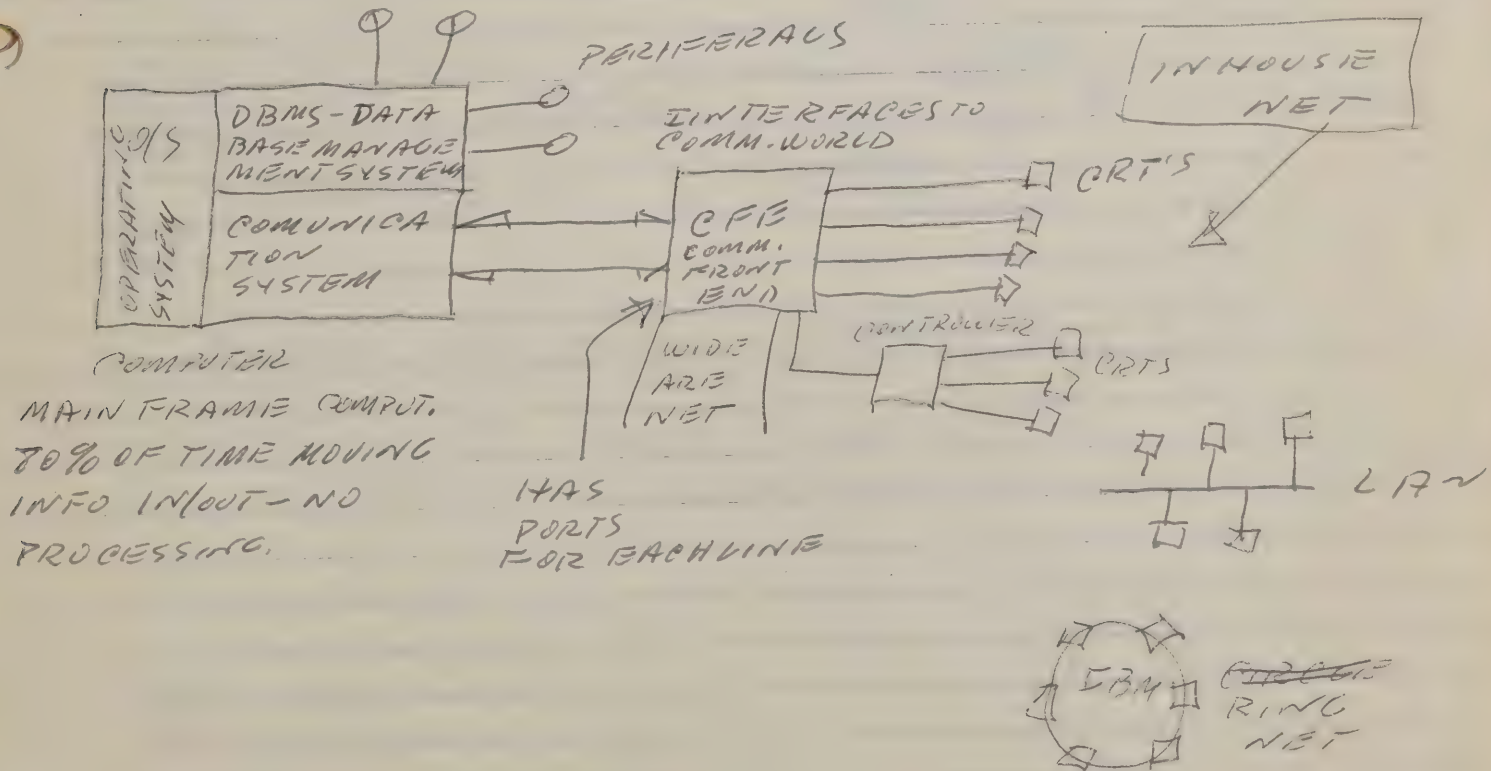 PERIFERALS
IN HOUSE
NET
O/S
OPERATING
SYSTEM
DBMS-DATA
BASE MANAGE
MENT SYSTEM
COMUNICA
TION
SYSTEM
IINTERFACES TO
COMM. WORLD
CFE
COMM.
FRONT
END
CRT'S
WIDE
ARE
NET
CONTROLLER
CRTS
COMPUTER
MAIN FRAME COMPUT.
80% OF TIME MOVING
INFO IN/OUT - NO
PROCESSING.
HAS
PORTS
FOR EACH LINE
LAN
IBM
RING
NET